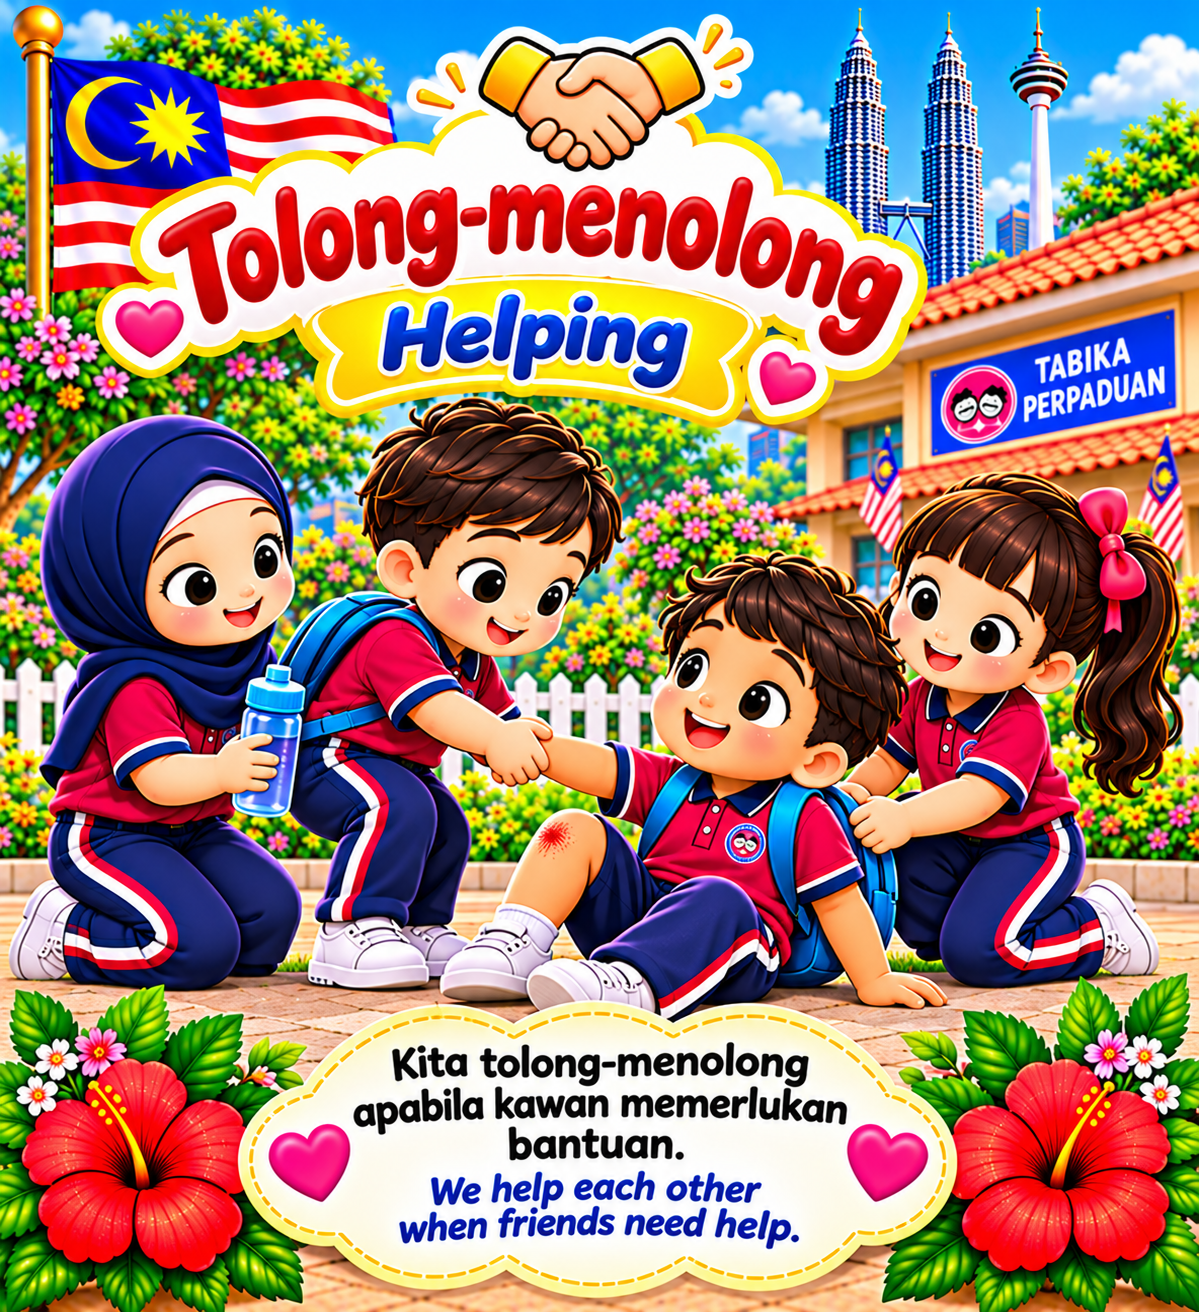 Tolong-menolong
Helping
TABIKA
PERPADUAN
Kita tolong-menolong
apabila kawan memerlukan
bantuan.
We help each other
when friends need help.